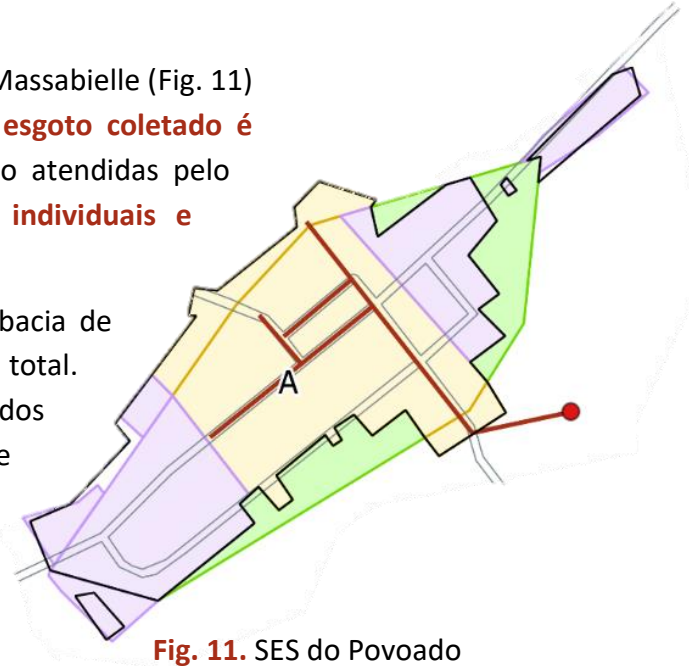 Massabielle (Fig. 11)
esgoto coletado é
o atendidas pelo
individuais e
bacia de
total.
dos
e
A
Fig. 11. SES do Povoado